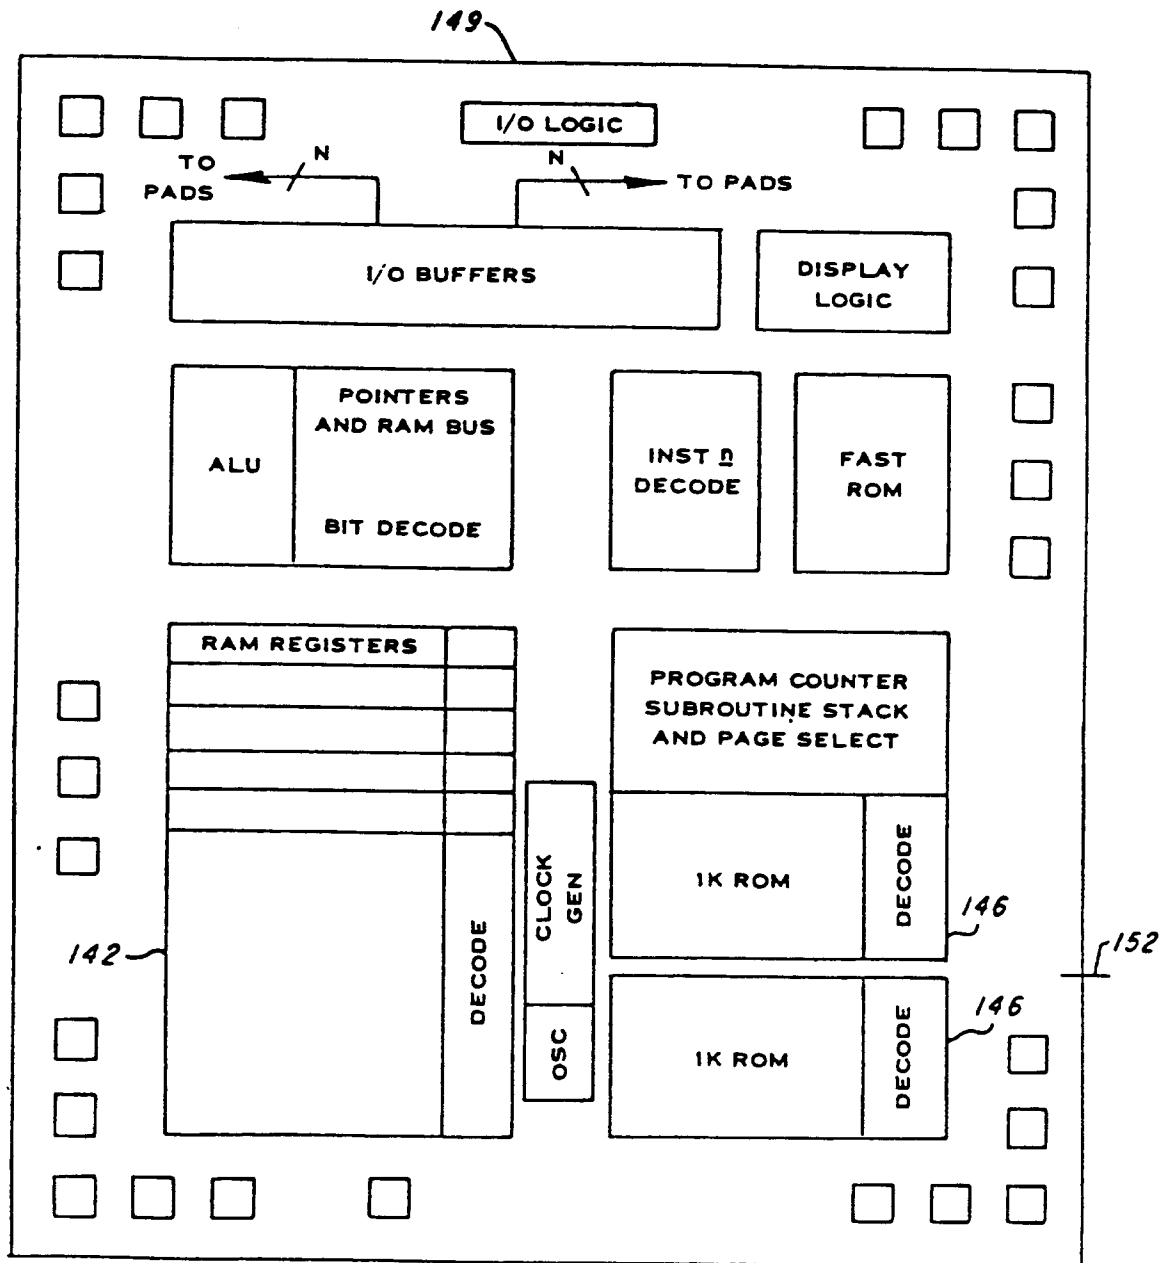 149
I/O LOGIC
TO
PADS
N
N
TO PADS
I/O BUFFERS
DISPLAY
LOGIC
ALU
POINTERS
AND RAM BUS
BIT DECODE
INST n
DECODE
FAST
ROM
RAM REGISTERS
DECODE
142
CLOCK
GEN
OSC
PROGRAM COUNTER
SUBROUTINE STACK
AND PAGE SELECT
1K ROM
DECODE
146
152
1K ROM
DECODE
146